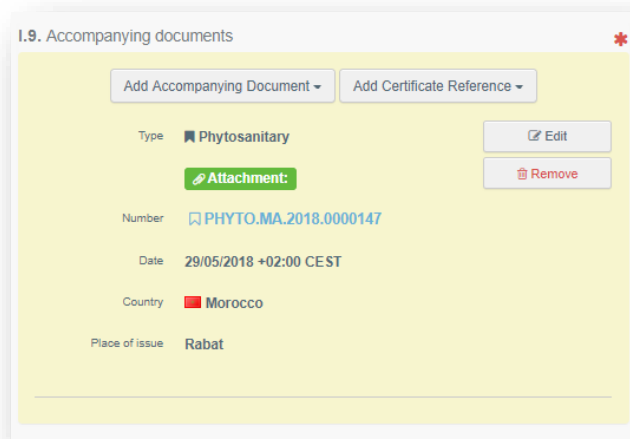 I.9. Accompanying documents *
Add Accompanying Document Add Certificate Reference
Type Phytosanitary Edit
Attachment: Remove
Number PHYTO.MA.2018.0000147
Date 29/05/2018 +02:00 CEST
Country Morocco
Place of issue Rabat